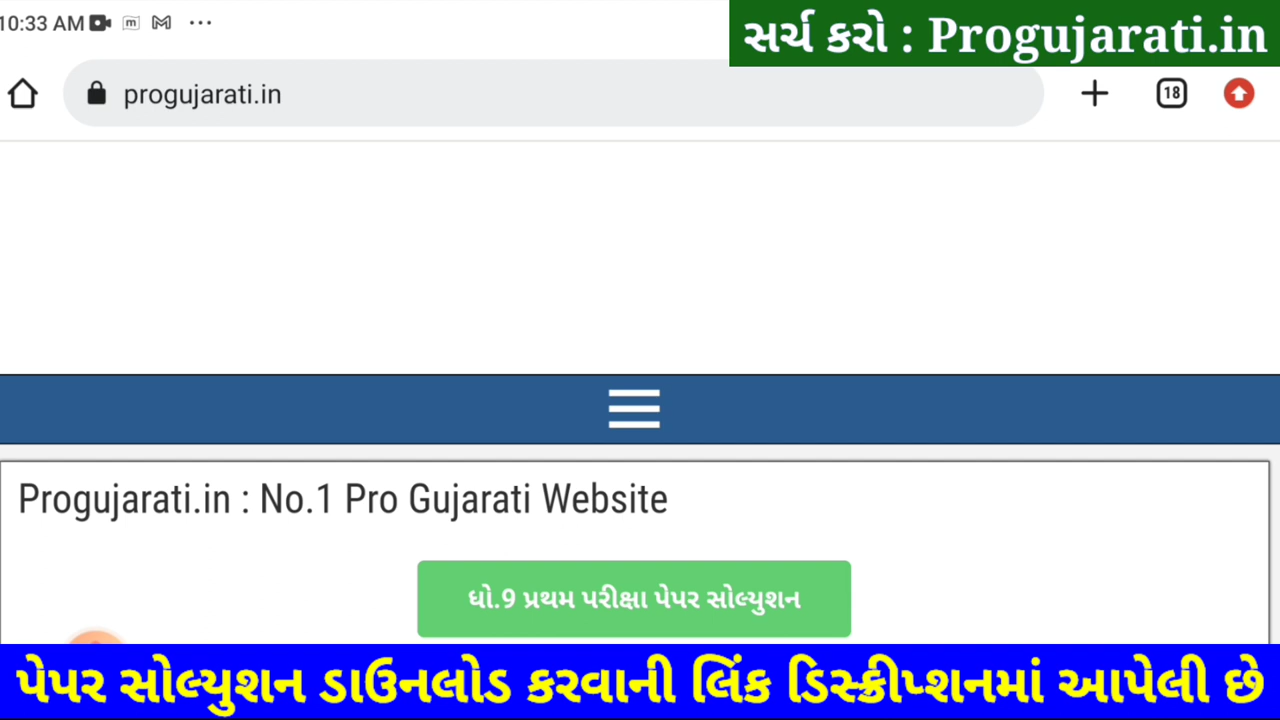 10:33 AM
સર્ચ કરો : Progujarati.in
progujarati.in
18
Progujarati.in : No.1 Pro Gujarati Website
ધો.9 પ્રથમ પરીક્ષા પેપર સોલ્યુશન
પેપર સોલ્યુશન ડાઉનલોડ કરવાની લિંક ડિસ્ક્રીપ્શનમાં આપેલી છે